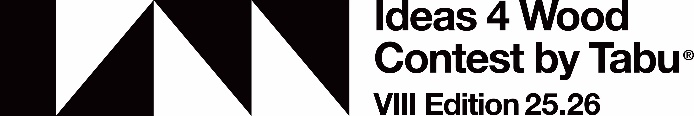 Ideas 4 Wood
Contest by Tabu®
VIII Edition 25.26